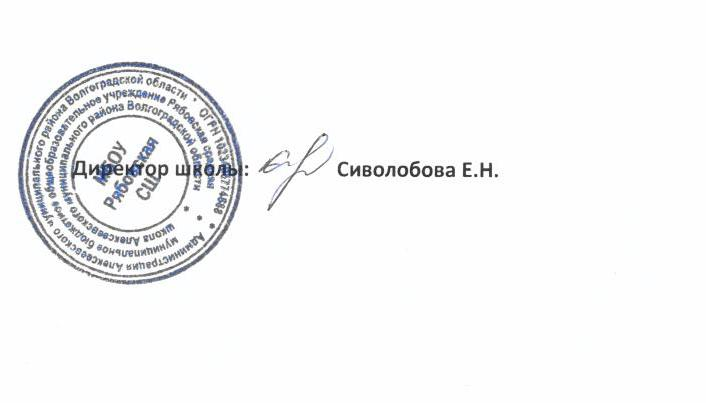 Директор школы: Сиволобова Е.Н.
Администрация Алексеевского муниципального района Волгоградской области * ОГРН
муниципальное бюджетное общеобразовательное учреждение Рябовская средняя
школа Алексеевского муниципального района Волгоградской области
МБОУ
Рябовская
СШ